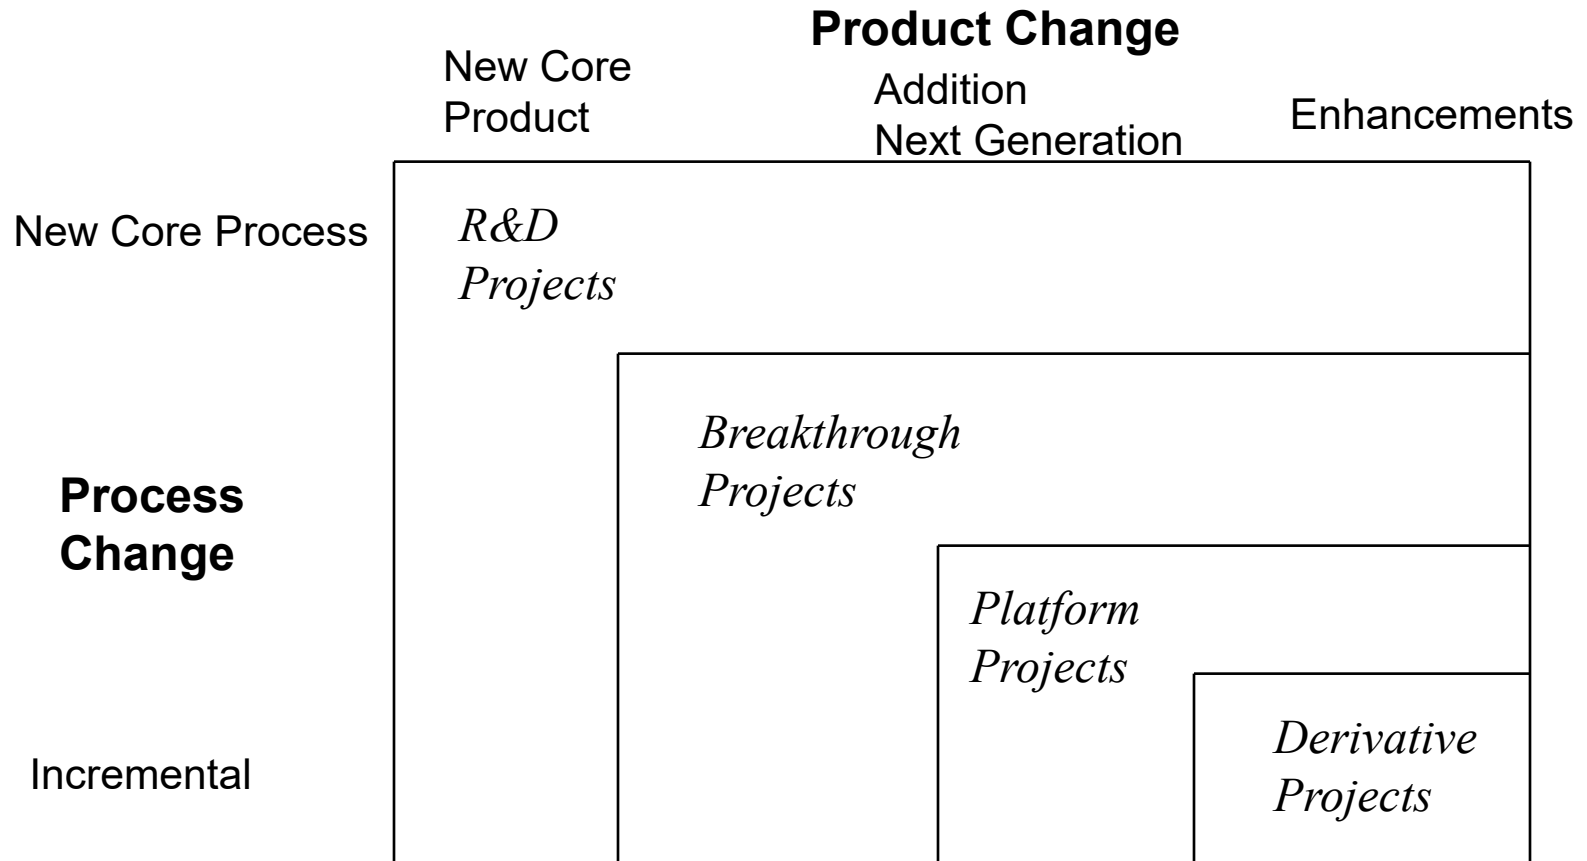 Product Change
New Core
Product
Addition
Next Generation
Enhancements
New Core Process
R&D
Projects
Breakthrough
Projects
Process
Change
Platform
Projects
Incremental
Derivative
Projects